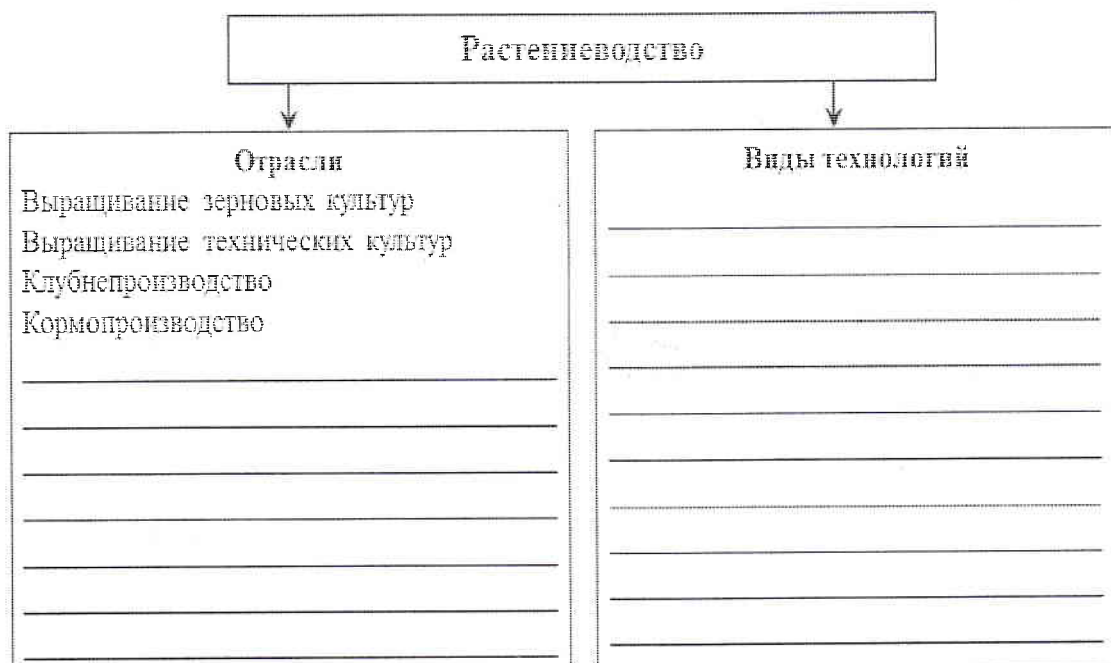 Растениеводство
Отрасли
Выращивание зерновых культур
Выращивание технических культур
Клубнепроизводство
Кормопроизводство
Виды технологий